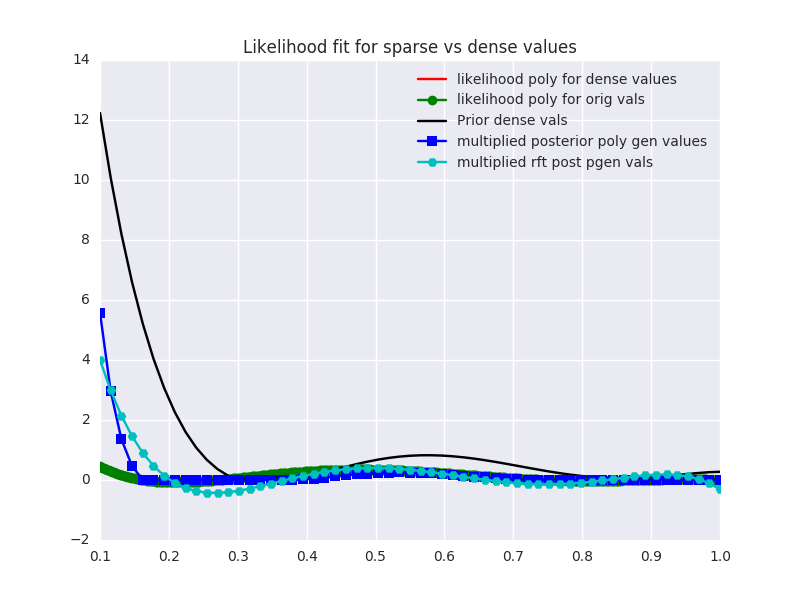 Likelihood fit for sparse vs dense values
14
12
10
8
6
4
2
0
−2
likelihood poly for dense values
likelihood poly for orig vals
Prior dense vals
multiplied posterior poly gen values
multiplied rft post pgen vals
0.1 0.2 0.3 0.4 0.5 0.6 0.7 0.8 0.9 1.0